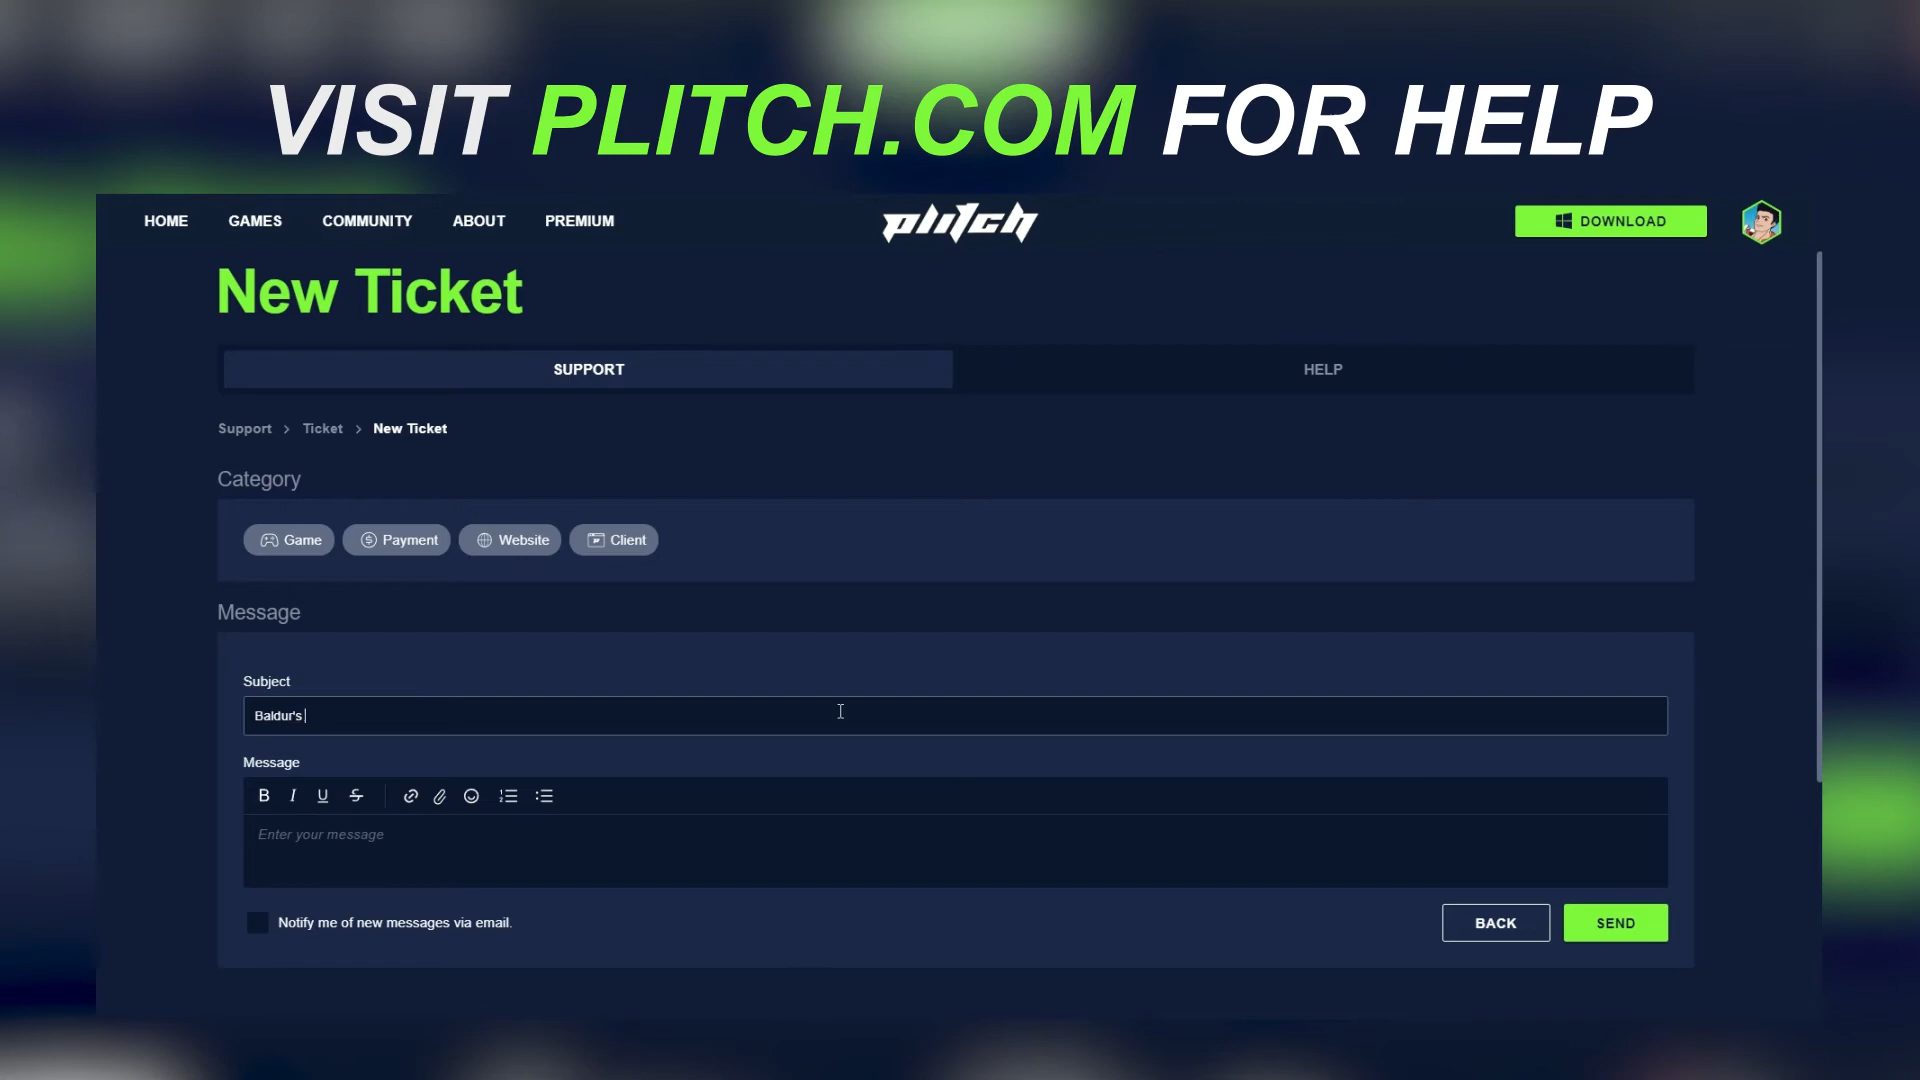 VISIT PLITCH.COM FOR HELP
HOME GAMES COMMUNITY ABOUT PREMIUM plitch DOWNLOAD
New Ticket
SUPPORT HELP
Support > Ticket > New Ticket
Category
Game Payment Website Client
Message
Subject
Baldur's
Message
B I U S
Enter your message
Notify me of new messages via email. BACK SEND